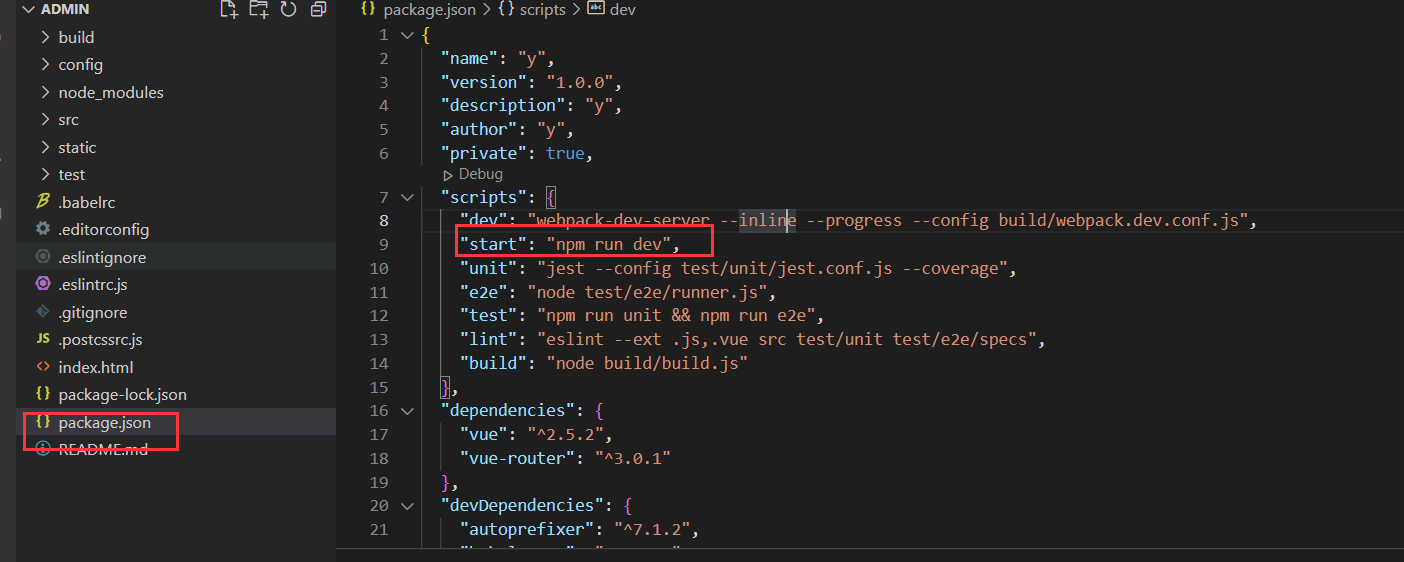 ADMIN
build
config
node_modules
src
static
test
.babelrc
.editorconfig
.eslintignore
.eslintrc.js
.gitignore
.postcssrc.js
index.html
package-lock.json
package.json
README.md
package.json > scripts > dev
1 {
2 "name": "y",
3 "version": "1.0.0",
4 "description": "y",
5 "author": "y",
6 "private": true,
Debug
7 "scripts": {
8 "dev": "webpack-dev-server --inline --progress --config build/webpack.dev.conf.js",
9 "start": "npm run dev",
10 "unit": "jest --config test/unit/jest.conf.js --coverage",
11 "e2e": "node test/e2e/runner.js",
12 "test": "npm run unit && npm run e2e",
13 "lint": "eslint --ext .js,.vue src test/unit test/e2e/specs",
14 "build": "node build/build.js"
15 },
16 "dependencies": {
17 "vue": "^2.5.2",
18 "vue-router": "^3.0.1"
19 },
20 "devDependencies": {
21 "autoprefixer": "^7.1.2",